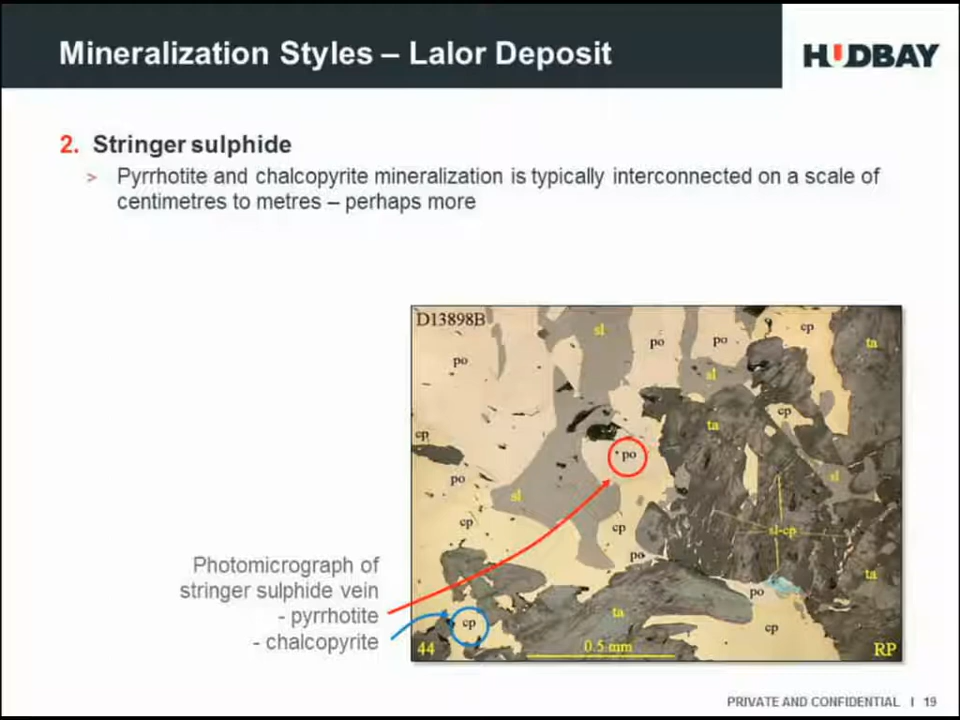 Mineralization Styles – Lalor Deposit
HUDBAY
2. Stringer sulphide
> Pyrrhotite and chalcopyrite mineralization is typically interconnected on a scale of
centimetres to metres – perhaps more
D13898B
sl
po
po
cp
ta
po
sl
cp
ta
cp
po
po
sl
sl
cp
cp
sl-cp
po
ta
po
ta
cp
cp
44
0.5 mm
RP
Photomicrograph of
stringer sulphide vein
- pyrrhotite
- chalcopyrite
PRIVATE AND CONFIDENTIAL I 19